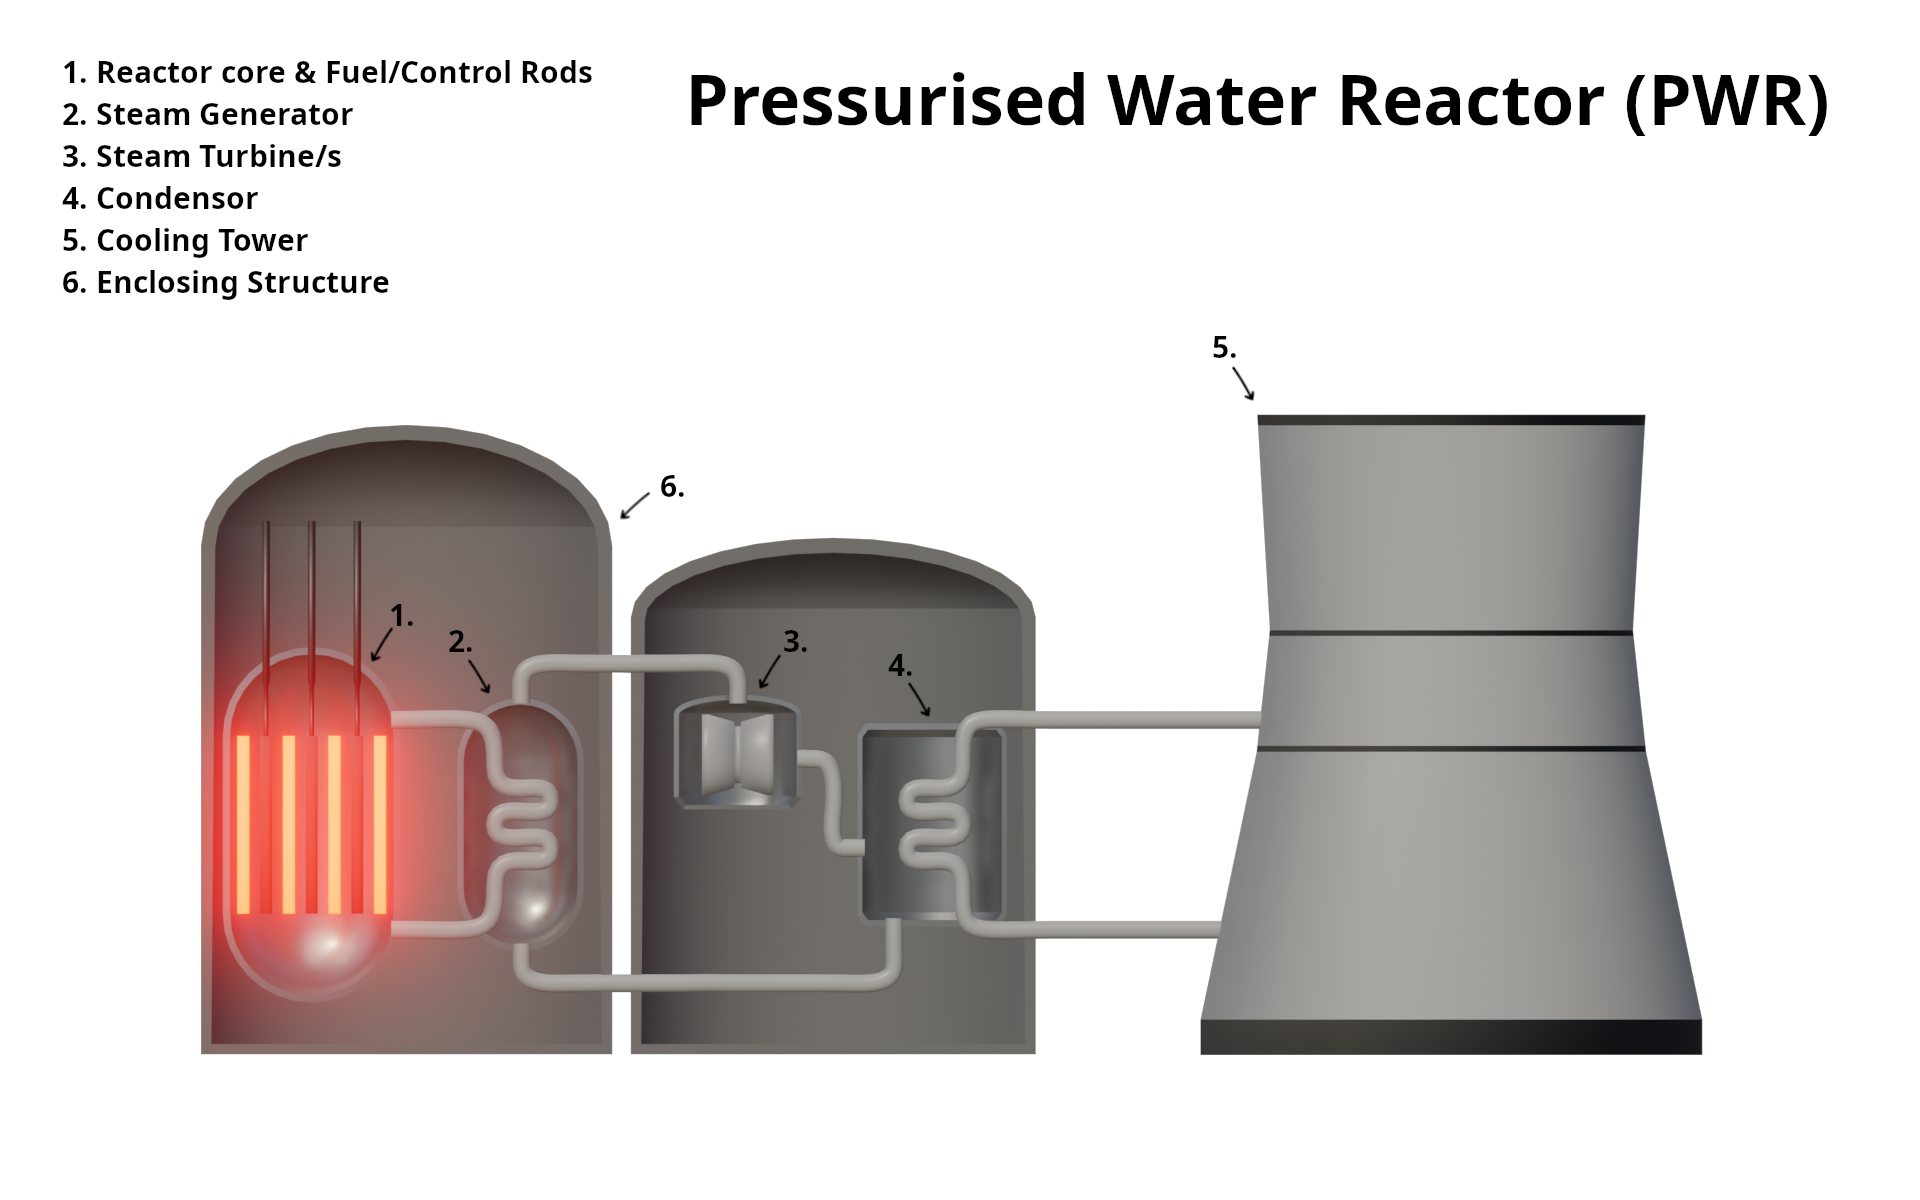 1. Reactor core & Fuel/Control Rods
2. Steam Generator
3. Steam Turbine/s
4. Condensor
5. Cooling Tower
6. Enclosing Structure
Pressurised Water Reactor (PWR)
5.
6.
1.
2.
3.
4.